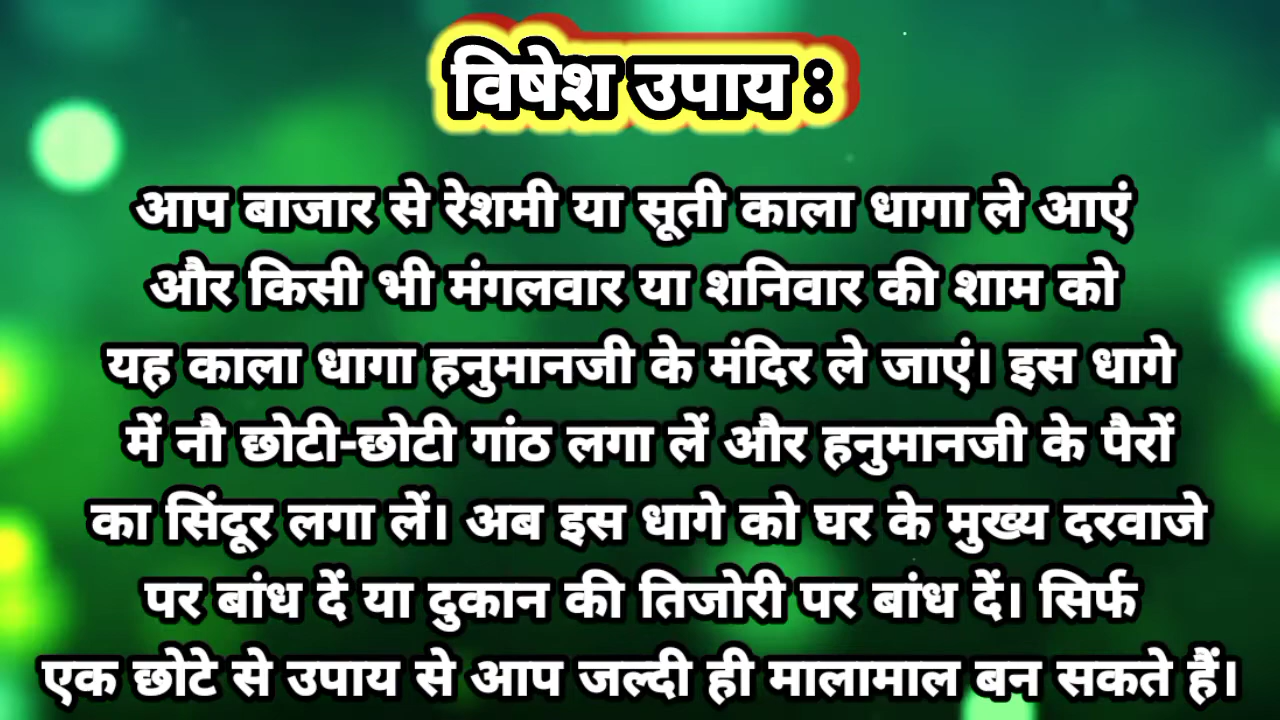 विषेश उपाय :
आप बाजार से रेशमी या सूती काला धागा ले आएं
और किसी भी मंगलवार या शनिवार की शाम को
यह काला धागा हनुमानजी के मंदिर ले जाएं। इस धागे
में नौ छोटी-छोटी गांठ लगा लें और हनुमानजी के पैरों
का सिंदूर लगा लें। अब इस धागे को घर के मुख्य दरवाजे
पर बांध दें या दुकान की तिजोरी पर बांध दें। सिर्फ
एक छोटे से उपाय से आप जल्दी ही मालामाल बन सकते हैं।